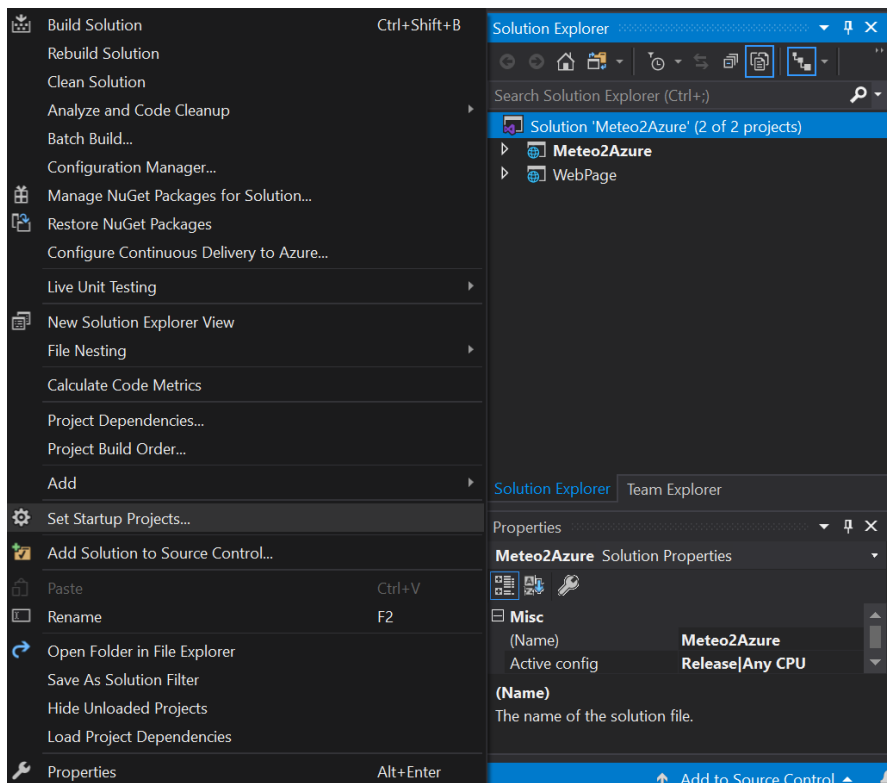 Build Solution Ctrl+Shift+B
Rebuild Solution
Clean Solution
Analyze and Code Cleanup
Batch Build...
Configuration Manager...
Manage NuGet Packages for Solution...
Restore NuGet Packages
Configure Continuous Delivery to Azure...
Live Unit Testing
New Solution Explorer View
File Nesting
Calculate Code Metrics
Project Dependencies...
Project Build Order...
Add
Set Startup Projects...
Add Solution to Source Control...
Paste Ctrl+V
Rename F2
Open Folder in File Explorer
Save As Solution Filter
Hide Unloaded Projects
Load Project Dependencies
Properties Alt+Enter
Solution Explorer
Search Solution Explorer (Ctrl+;)
Solution 'Meteo2Azure' (2 of 2 projects)
Meteo2Azure
WebPage
Solution Explorer Team Explorer
Properties
Meteo2Azure Solution Properties
Misc
(Name) Meteo2Azure
Active config Release|Any CPU
(Name)
The name of the solution file.
Add to Source Control